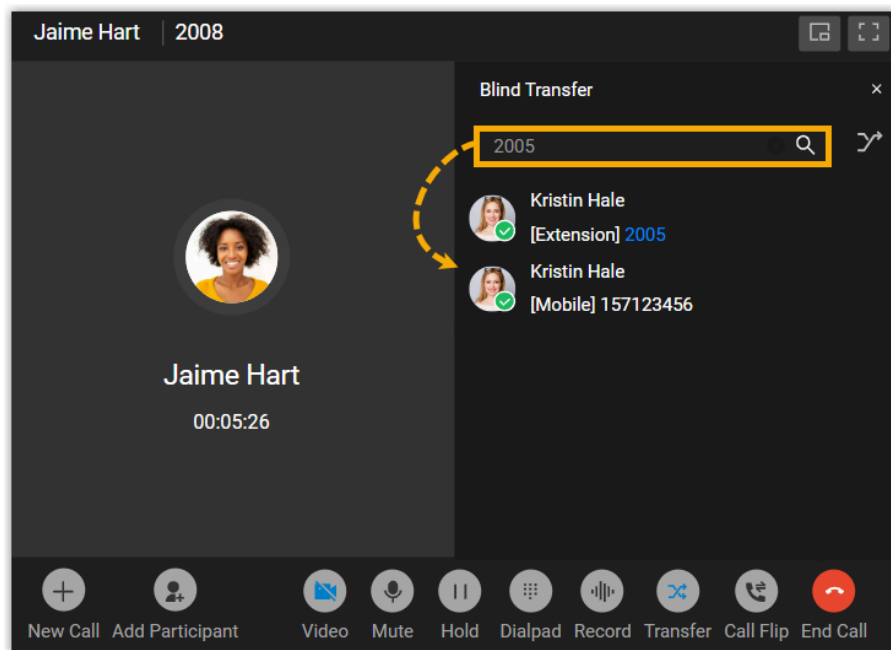 Jaime Hart 2008
Blind Transfer
2005
Kristin Hale
[Extension] 2005
Kristin Hale
[Mobile] 157123456
Jaime Hart
00:05:26
New Call Add Participant Video Mute Hold Dialpad Record Transfer Call Flip End Call